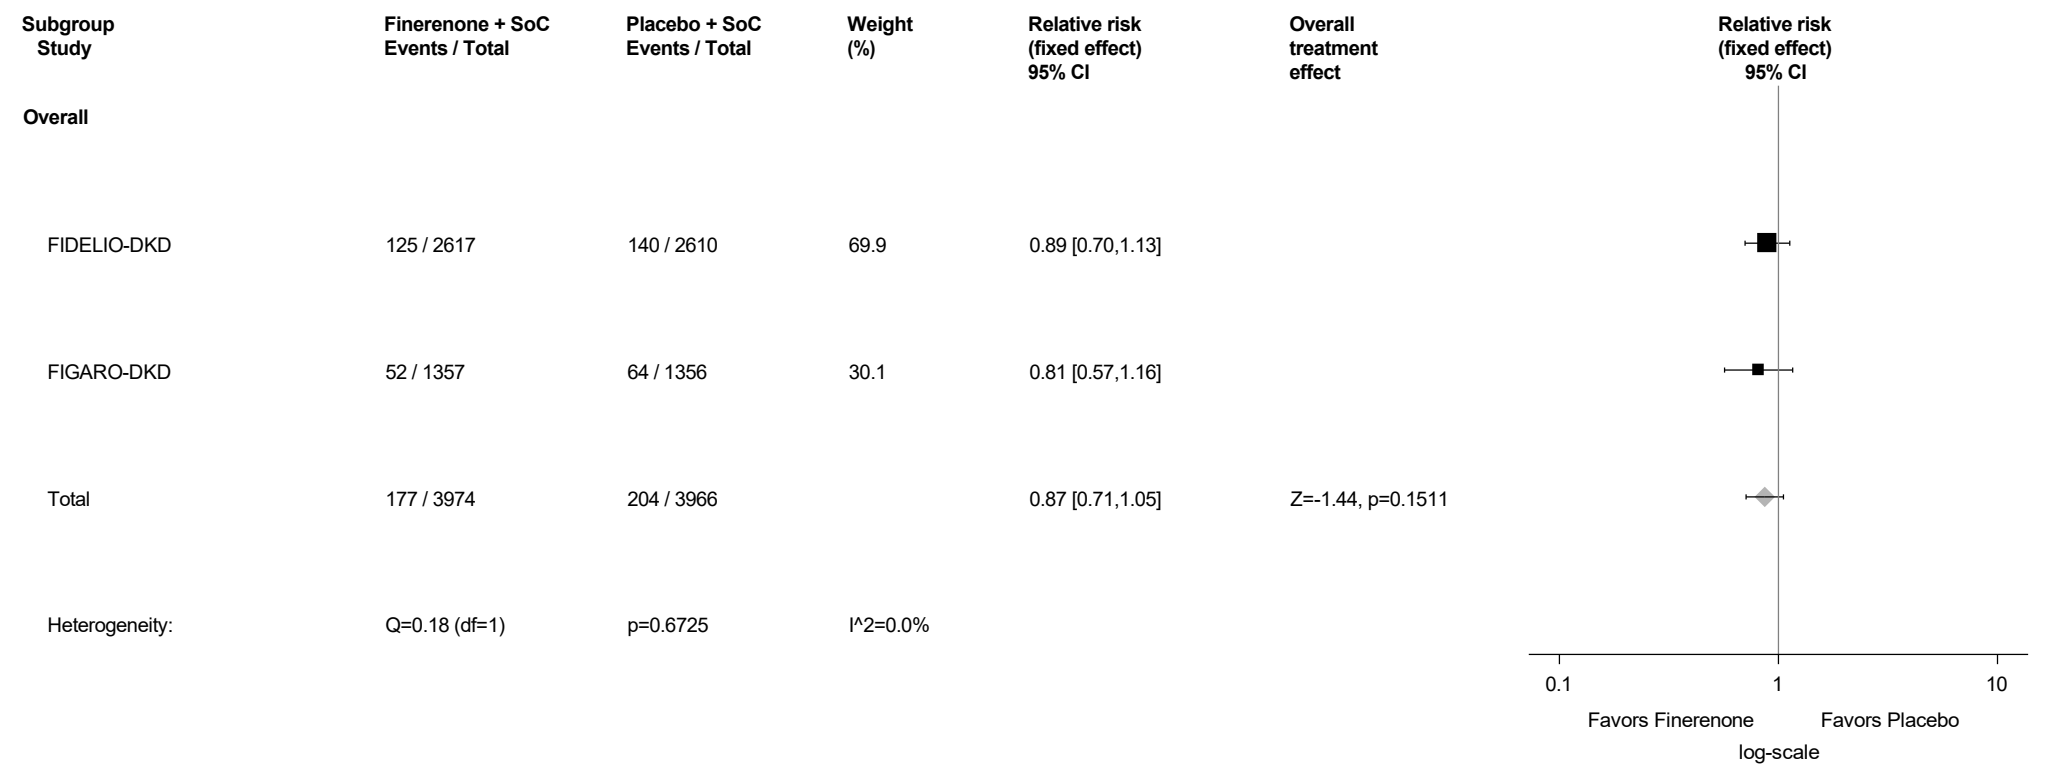 Subgroup Finerenone + SoC Placebo + SoC Weight Relative risk Overall Relative risk
Study Events / Total Events / Total (%) (fixed effect) treatment (fixed effect)
95% CI effect 95% CI
Overall
FIDELIO-DKD 125 / 2617 140 / 2610 69.9 0.89 [0.70,1.13]
FIGARO-DKD 52 / 1357 64 / 1356 30.1 0.81 [0.57,1.16]
Total 177 / 3974 204 / 3966 0.87 [0.71,1.05] Z=-1.44, p=0.1511
Heterogeneity: Q=0.18 (df=1) p=0.6725 I^2=0.0%
0.1 1 10
Favors Finerenone Favors Placebo
log-scale